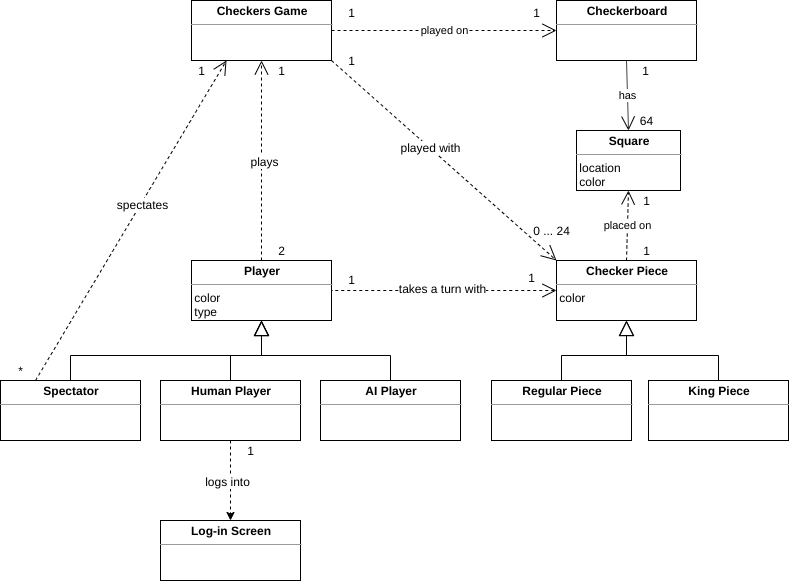 Checkers Game
1
played on
1
Checkerboard
1
1
1
1
has
64
Square
location
color
played with
plays
spectates
1
placed on
0 ... 24
2
1
Player
color
type
1
takes a turn with
1
Checker Piece
color
*
Spectator
Human Player
AI Player
Regular Piece
King Piece
1
logs into
Log-in Screen